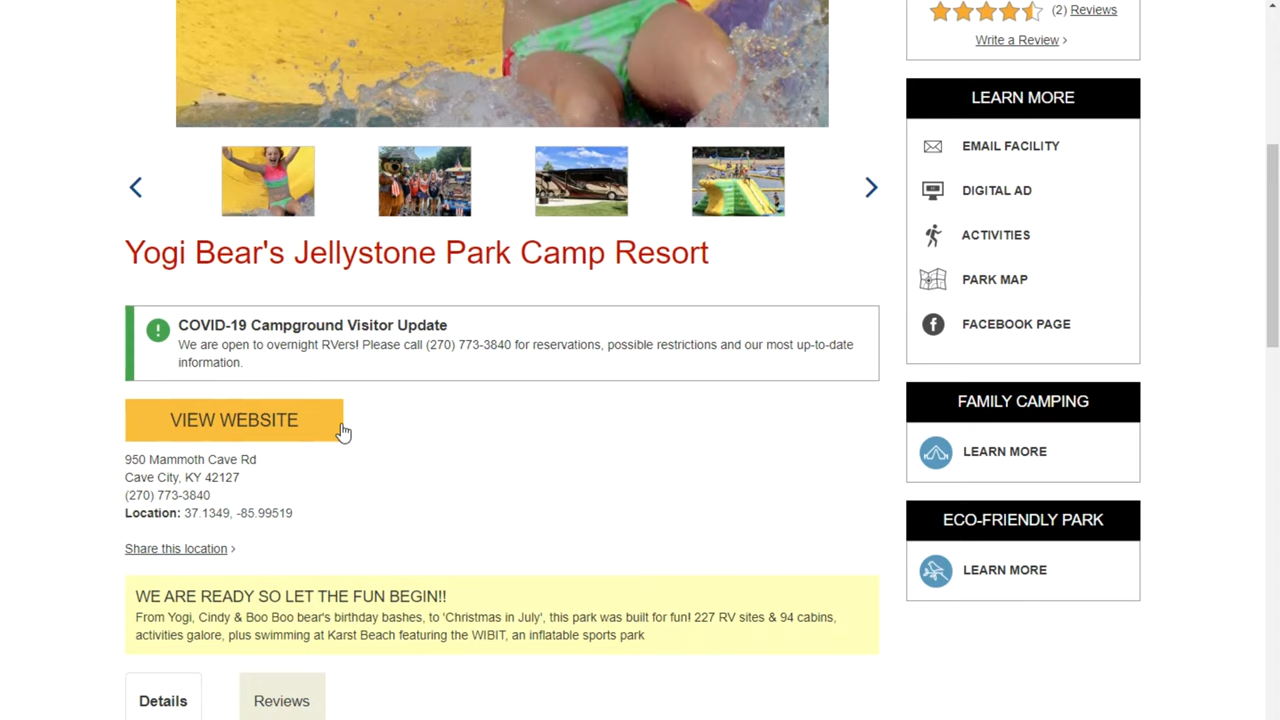 (2) Reviews
Write a Review ›
LEARN MORE
EMAIL FACILITY
DIGITAL AD
ACTIVITIES
PARK MAP
FACEBOOK PAGE
FAMILY CAMPING
LEARN MORE
ECO-FRIENDLY PARK
LEARN MORE
Yogi Bear's Jellystone Park Camp Resort
COVID-19 Campground Visitor Update
We are open to overnight RVers! Please call (270) 773-3840 for reservations, possible restrictions and our most up-to-date
information.
VIEW WEBSITE
950 Mammoth Cave Rd
Cave City, KY 42127
(270) 773-3840
Location: 37.1349, -85.99519
Share this location ›
WE ARE READY SO LET THE FUN BEGIN!!
From Yogi, Cindy & Boo Boo bear's birthday bashes, to 'Christmas in July', this park was built for fun! 227 RV sites & 94 cabins,
activities galore, plus swimming at Karst Beach featuring the WIBIT, an inflatable sports park
Details
Reviews